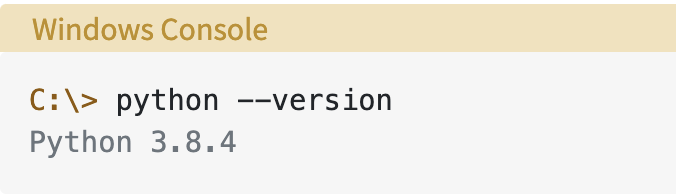 Windows Console
C:\> python --version
Python 3.8.4